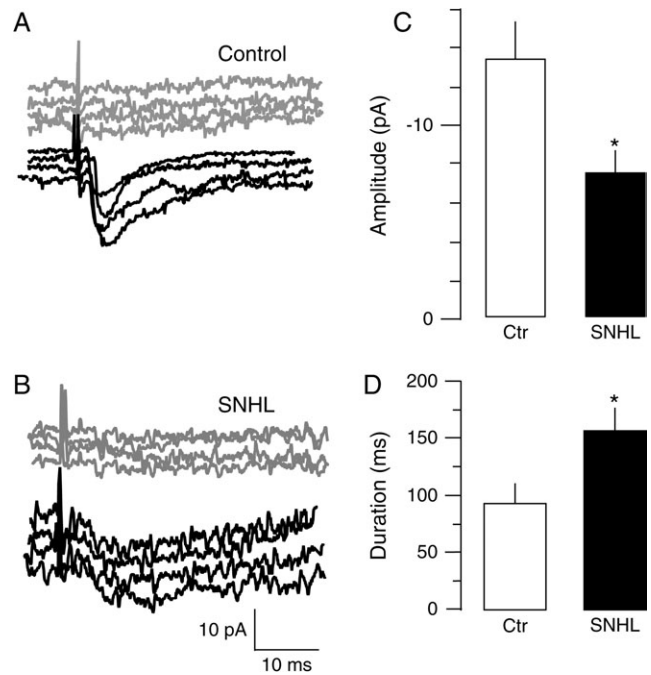 A
Control
B
SNHL
10 pA
10 ms
C
Amplitude (pA)
-10
0
*
Ctr
SNHL
D
Duration (ms)
200
150
100
50
0
*
Ctr
SNHL